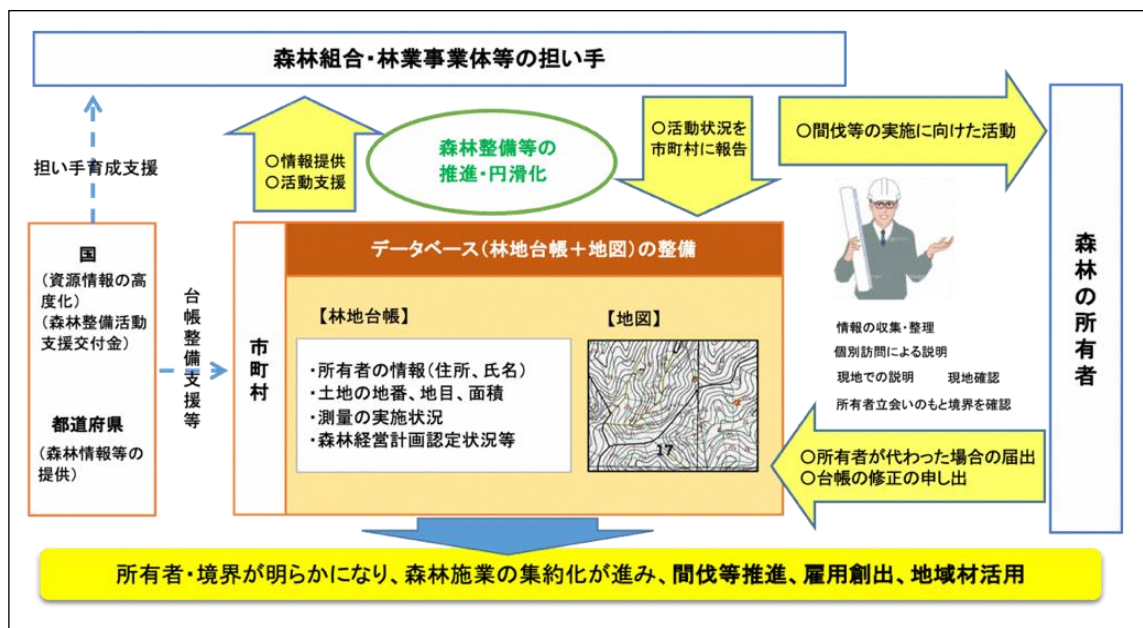 森林組合・林業事業体等の担い手
担い手育成支援
○情報提供
○活動支援
森林整備等の
推進・円滑化
○活動状況を
市町村に報告
○間伐等の実施に向けた活動
国
(資源情報の高
度化)
(森林整備活動
支援交付金)
都道府県
(森林情報等の
提供)
台帳整備支援等
市町村
データベース(林地台帳+地図)の整備
【林地台帳】
・所有者の情報(住所、氏名)
・土地の地番、地目、面積
・測量の実施状況
・森林経営計画認定状況等
【地図】
17
情報の収集・整理
個別訪問による説明
現地での説明 現地確認
所有者立会いのもと境界を確認
○所有者が代わった場合の届出
○台帳の修正の申し出
森林の所有者
所有者・境界が明らかになり、森林施業の集約化が進み、間伐等推進、雇用創出、地域材活用